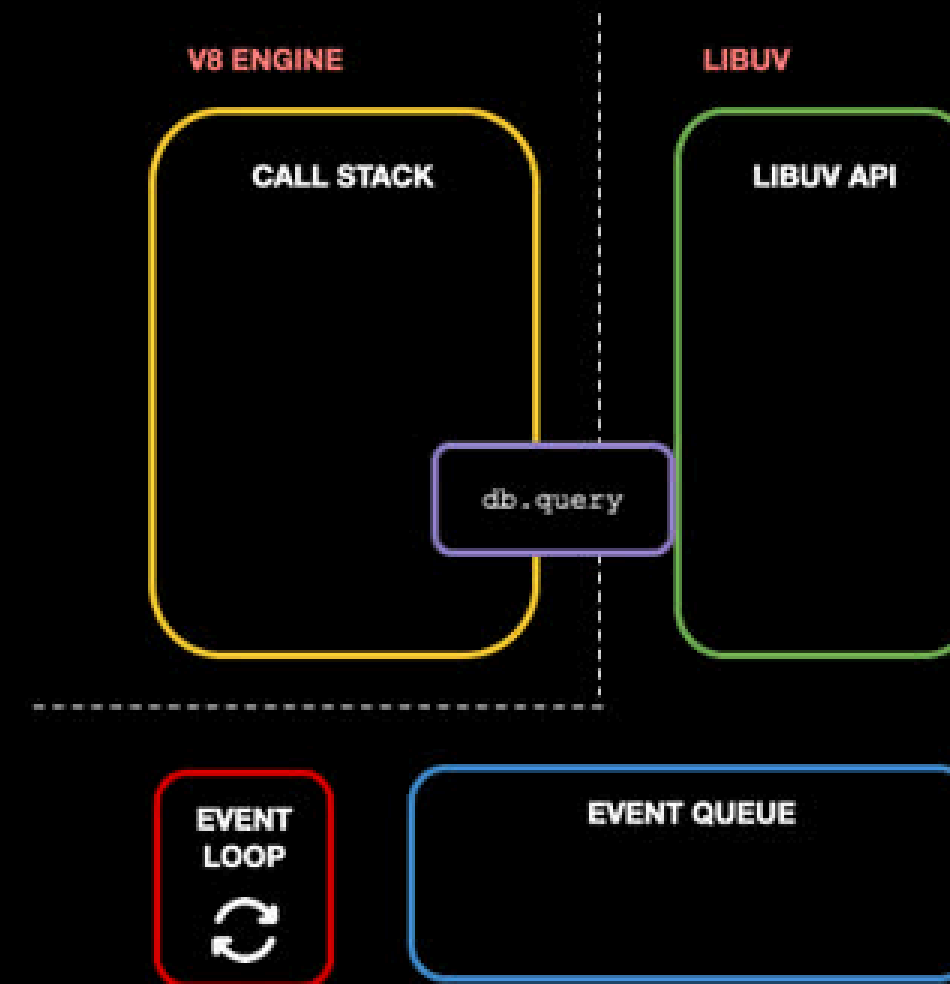 V8 ENGINE
LIBUV
CALL STACK
LIBUV API
db.query
EVENT
LOOP
EVENT QUEUE